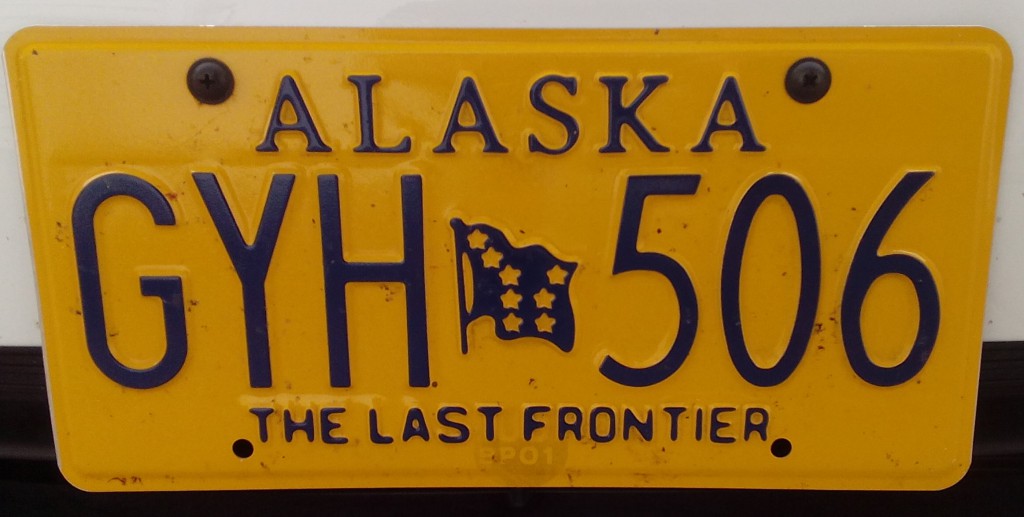 ALASKA
GYH 506
THE LAST FRONTIER